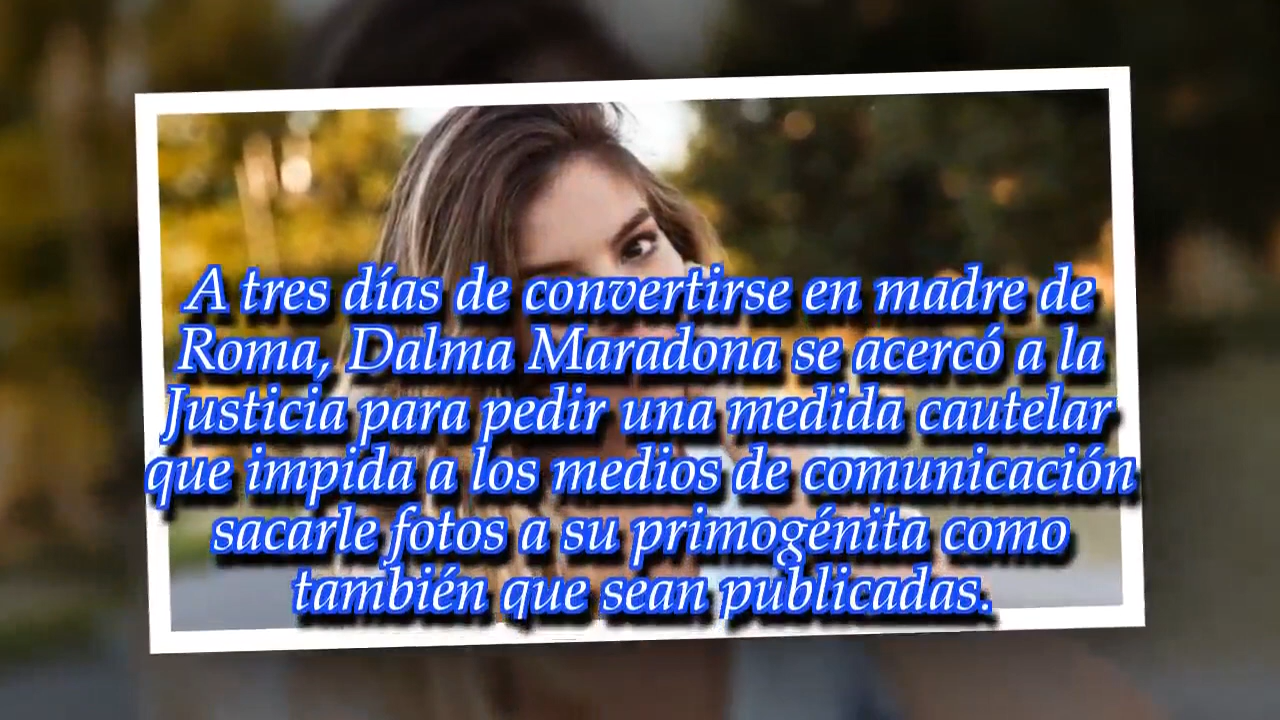 A tres días de convertirse en madre de
Roma, Dalma Maradona se acercó a la
Justicia para pedir una medida cautelar
que impida a los medios de comunicación
sacarle fotos a su primogénita como
también que sean publicadas.